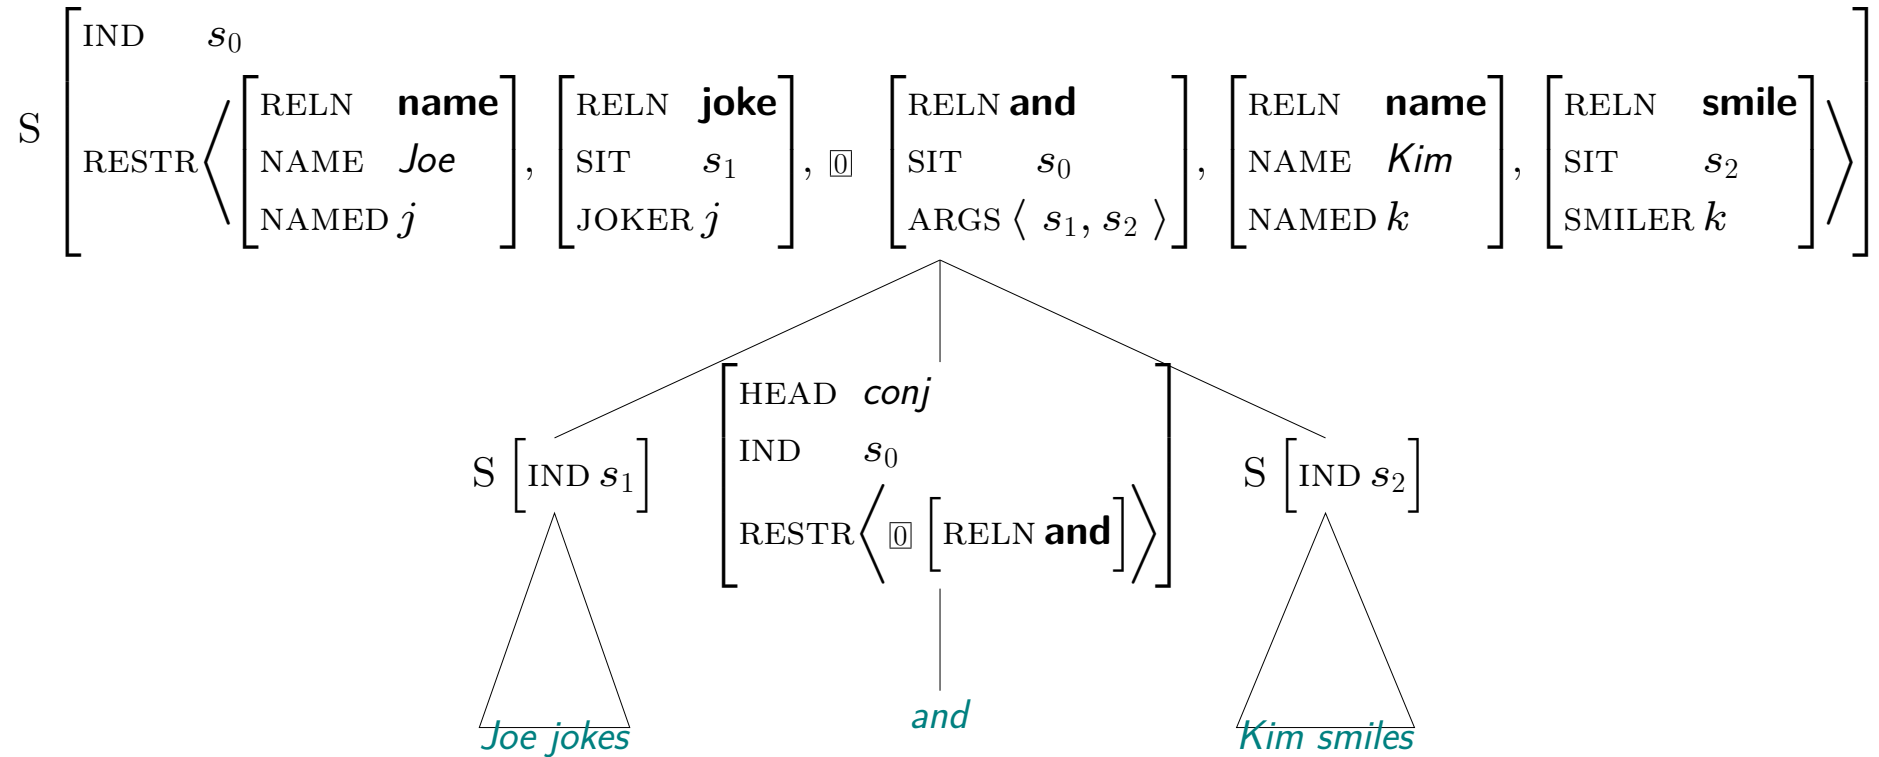 IND s0
RELN name RELN joke RELN and RELN name RELN smile
S RESTR ⟨ NAME Joe , SIT s1 , 0 SIT s0 , NAME Kim , SIT s2 ⟩
NAMED j JOKER j ARGS ⟨ s1, s2 ⟩ NAMED k SMILER k
HEAD conj
IND s0
S [IND s1] S [IND s2]
RESTR ⟨ 0 [RELN and] ⟩
and
Joe jokes Kim smiles